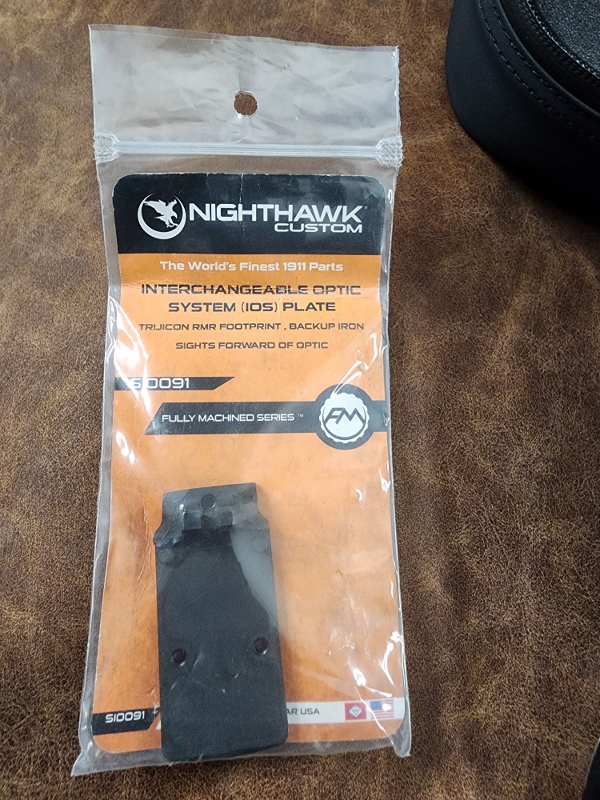 NIGHTHAWK®
CUSTOM
The World's Finest 1911 Parts
INTERCHANGEABLE OPTIC
SYSTEM (IOS) PLATE
TRIJICON RMR FOOTPRINT , BACKUP IRON
SIGHTS FORWARD OF OPTIC
SI0091
FULLY MACHINED SERIES™
FM
SI0091
AR USA